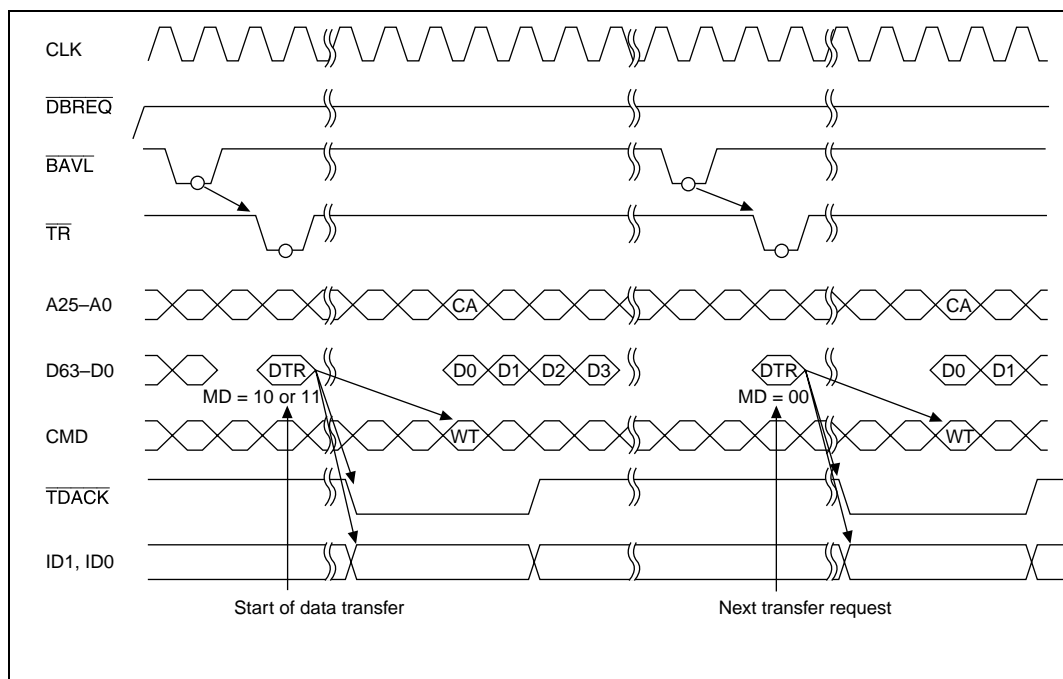 CLK
DBREQ
BAVL
TR
A25–A0 CA CA
D63–D0 DTR D0 D1 D2 D3 DTR D0 D1
MD = 10 or 11 MD = 00
CMD WT WT
TDACK
ID1, ID0
Start of data transfer Next transfer request